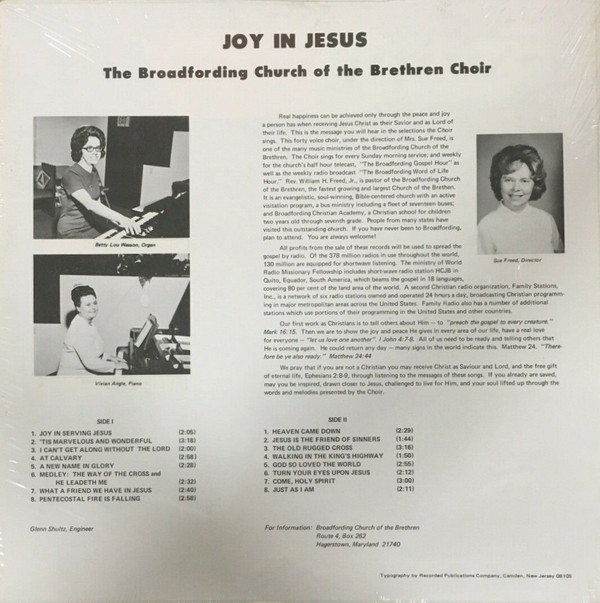 JOY IN JESUS
The Broadfording Church of the Brethren Choir
Real happiness can be achieved only through the peace and joy
a person has when receiving Jesus Christ as their Savior and as Lord of
their life. This is the message you will hear in the selections the Choir
sings. This forty voice choir, under the direction of Mrs. Sue Freed, is
one of the many music ministries of the Broadfording Church of the
Brethren. The Choir sings for every Sunday morning service; and weekly
for the church's half hour telecast, "The Broadfording Gospel Hour" as
well as the weekly radio broadcast "The Broadfording Word of Life
Hour." Rev. William H. Freed, Jr., is pastor of the Broadfording Church
of the Brethren, the fastest growing and largest Church of the Brethren.
It is an evangelistic, soul-winning, Bible-centered church with an active
visitation program, a bus ministry including a fleet of seventeen buses;
and Broadfording Christian Academy, a Christian school for children
two years old through seventh grade. People from many states have
visited this outstanding church. If you have never been to Broadfording,
plan to attend. You are always welcome!
Betty Lou Wesson, Organ
Sue Freed, Director
All profits from the sale of these records will be used to spread the
gospel by radio. Of the 378 million radios in use throughout the world,
130 million are equipped for shortwave listening. The ministry of World
Radio Missionary Fellowship includes short-wave radio station HCJB in
Quito, Equador, South America, which beams the gospel in 18 languages,
covering 80 per cent of the land area of the world. A second Christian radio organization, Family Stations,
Inc., is a network of six radio stations owned and operated 24 hours a day, broadcasting Christian programm-
ing in major metropolitan areas across the United States. Family Radio also has a number of additional
stations which use portions of their programming in the United States and other countries.
Our first work as Christians is to tell others about Him — to "preach the gospel to every creature."
Mark 16:15. Then we are to show the joy and peace He gives in every area of our life, have a real love
for everyone — "let us love one another". I John 4:7-8. All of us need to be ready and telling others that
He is coming again. He could return any day — many signs in the world indicate this. Matthew 24. "There-
fore be ye also ready." Matthew 24:44
We pray that if you are not a Christian you may receive Christ as Saviour and Lord, and the free gift
of eternal life, Ephesians 2:8-9, through listening to the messages of these songs. If you already are saved,
may you be inspired, drawn closer to Jesus, challenged to live for Him, and your soul lifted up through the
words and melodies presented by the Choir.
Vivian Angle, Piano
SIDE I
1. JOY IN SERVING JESUS (2:05)
2. 'TIS MARVELOUS AND WONDERFUL (3:18)
3. I CAN'T GET ALONG WITHOUT THE LORD (2:00)
4. AT CALVARY (2:58)
5. A NEW NAME IN GLORY (2:28)
6. MEDLEY: THE WAY OF THE CROSS and
HE LEADETH ME (2:32)
7. WHAT A FRIEND WE HAVE IN JESUS (2:40)
8. PENTECOSTAL FIRE IS FALLING (2:58)
SIDE II
1. HEAVEN CAME DOWN (2:29)
2. JESUS IS THE FRIEND OF SINNERS (1:44)
3. THE OLD RUGGED CROSS (3:16)
4. WALKING IN THE KING'S HIGHWAY (1:50)
5. GOD SO LOVED THE WORLD (2:55)
6. TURN YOUR EYES UPON JESUS (2:12)
7. COME, HOLY SPIRIT (3:00)
8. JUST AS I AM (2:11)
Glenn Shultz, Engineer
For Information: Broadfording Church of the Brethren
Route 4, Box 262
Hagerstown, Maryland 21740
Typography by Recorded Publications Company, Camden, New Jersey 08105